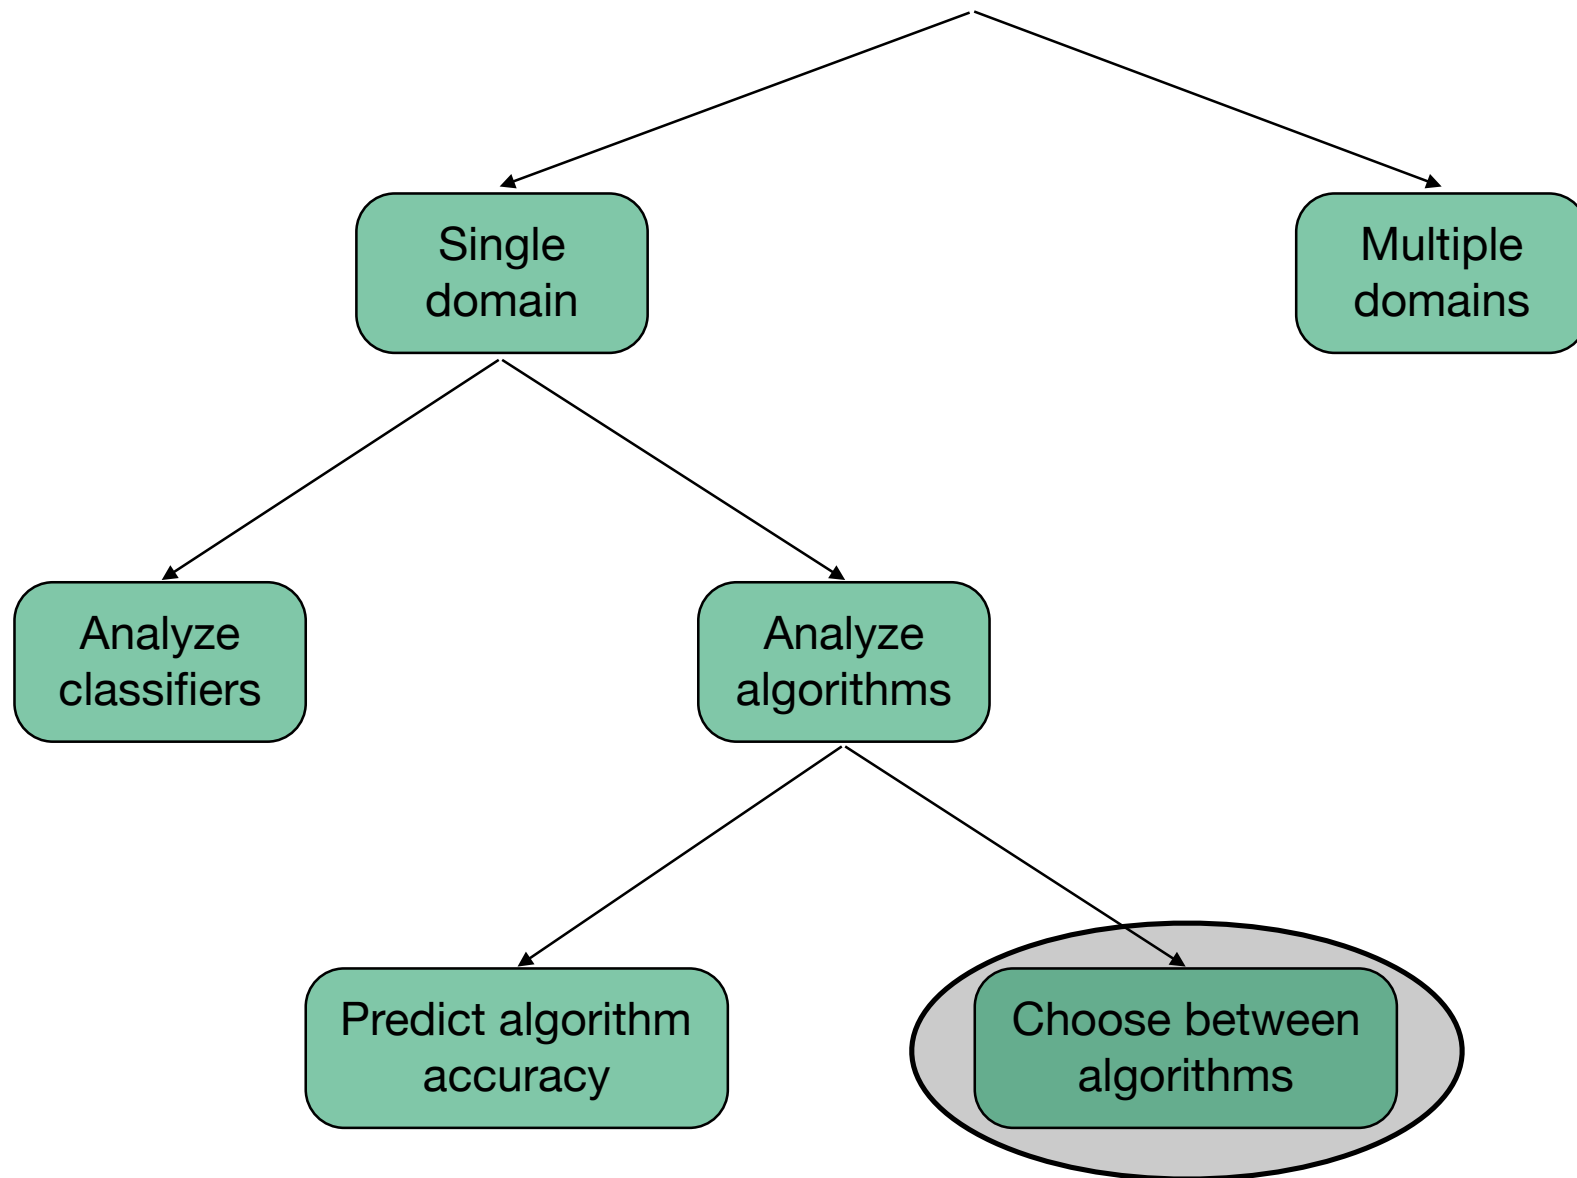 Single
domain
Multiple
domains
Analyze
classifiers
Analyze
algorithms
Predict algorithm
accuracy
Choose between
algorithms